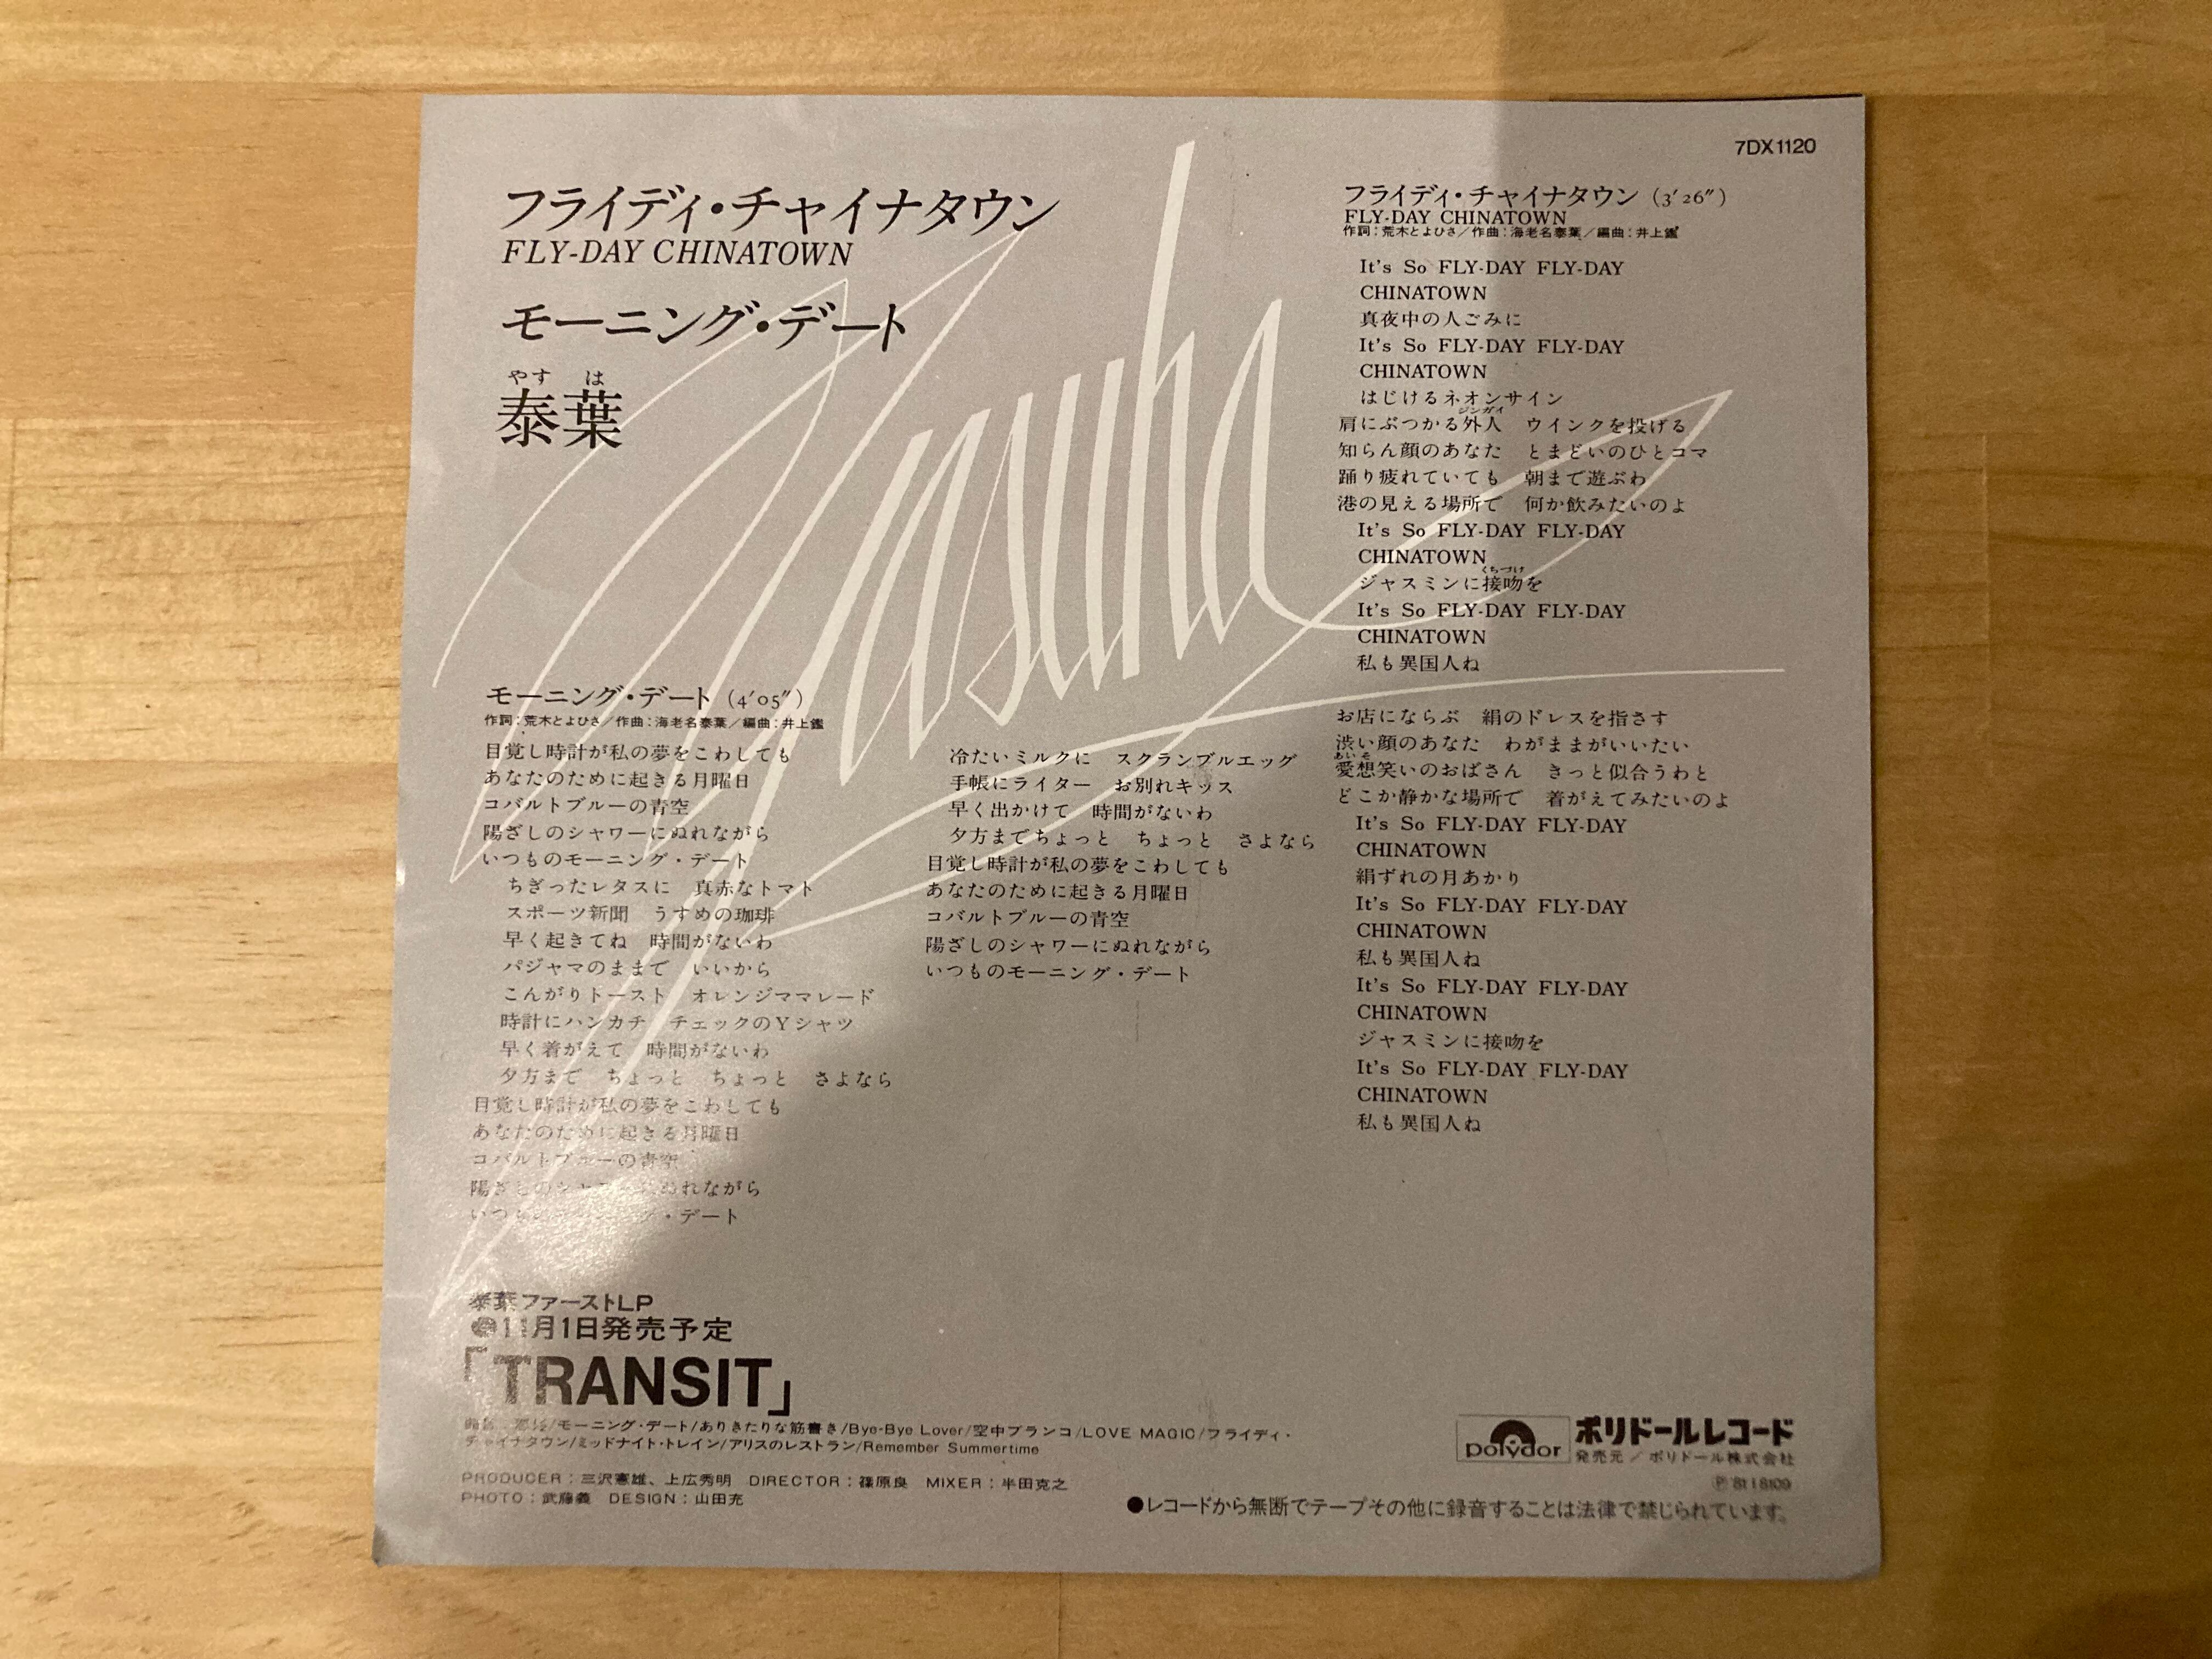 7DX1120
フライディ・チャイナタウン
FLY-DAY CHINATOWN
モーニング・デート
やす は
泰葉
フライディ・チャイナタウン (3′26″)
FLY-DAY CHINATOWN
作詞:荒木とよひさ/作曲:海老名泰葉/編曲:井上鑑
It's So FLY-DAY FLY-DAY
CHINATOWN
真夜中の人ごみに
It's So FLY-DAY FLY-DAY
CHINATOWN
はじけるネオンサイン
ジンガイ
肩にぶつかる外人 ウインクを投げる
知らん顔のあなた とまどいのひとコマ
踊り疲れていても 朝まで遊ぶわ
港の見える場所で 何か飲みたいのよ
It's So FLY-DAY FLY-DAY
CHINATOWN
くちづけ
ジャスミンに接吻を
It's So FLY-DAY FLY-DAY
CHINATOWN
私も異国人ね
お店にならぶ 絹のドレスを指さす
渋い顔のあなた わがままがいいたい
あいそ
愛想笑いのおばさん きっと似合うわと
どこか静かな場所で 着がえてみたいのよ
It's So FLY-DAY FLY-DAY
CHINATOWN
絹ずれの月あかり
It's So FLY-DAY FLY-DAY
CHINATOWN
私も異国人ね
It's So FLY-DAY FLY-DAY
CHINATOWN
ジャスミンに接吻を
It's So FLY-DAY FLY-DAY
CHINATOWN
私も異国人ね
Yasuha
モーニング・デート (4′05″)
作詞:荒木とよひさ/作曲:海老名泰葉/編曲:井上鑑
目覚し時計が私の夢をこわしても
あなたのために起きる月曜日
コバルトブルーの青空
陽ざしのシャワーにぬれながら
いつものモーニング・デート
ちぎったレタスに 真赤なトマト
スポーツ新聞 うすめの珈琲
早く起きてね 時間がないわ
パジャマのままで いいから
こんがりトースト オレンジママレード
時計にハンカチ チェックのYシャツ
早く着がえて 時間がないわ
夕方まで ちょっと ちょっと さよなら
目覚し時計が私の夢をこわしても
あなたのために起きる月曜日
コバルトブルーの青空
陽ざしのシャワーにぬれながら
いつものモーニング・デート
冷たいミルクに スクランブルエッグ
手帳にライター お別れキッス
早く出かけて 時間がないわ
夕方までちょっと ちょっと さよなら
目覚し時計が私の夢をこわしても
あなたのために起きる月曜日
コバルトブルーの青空
陽ざしのシャワーにぬれながら
いつものモーニング・デート
泰葉ファーストLP
●11月1日発売予定
「TRANSIT」
モーニング・デート/ありきたりな筋書き/Bye-Bye Lover/空中ブランコ/LOVE MAGIC/フライディ・
チャイナタウン/ミッドナイト・トレイン/アリスのレストラン/Remember Summertime
PRODUCER:三沢憲雄、上広秀明 DIRECTOR:篠原良 MIXER:半田克之
PHOTO:武藤義 DESIGN:山田充
polydor ポリドールレコード
発売元/ポリドール株式会社
Ⓟ'81 I 8109
●レコードから無断でテープその他に録音することは法律で禁じられています。